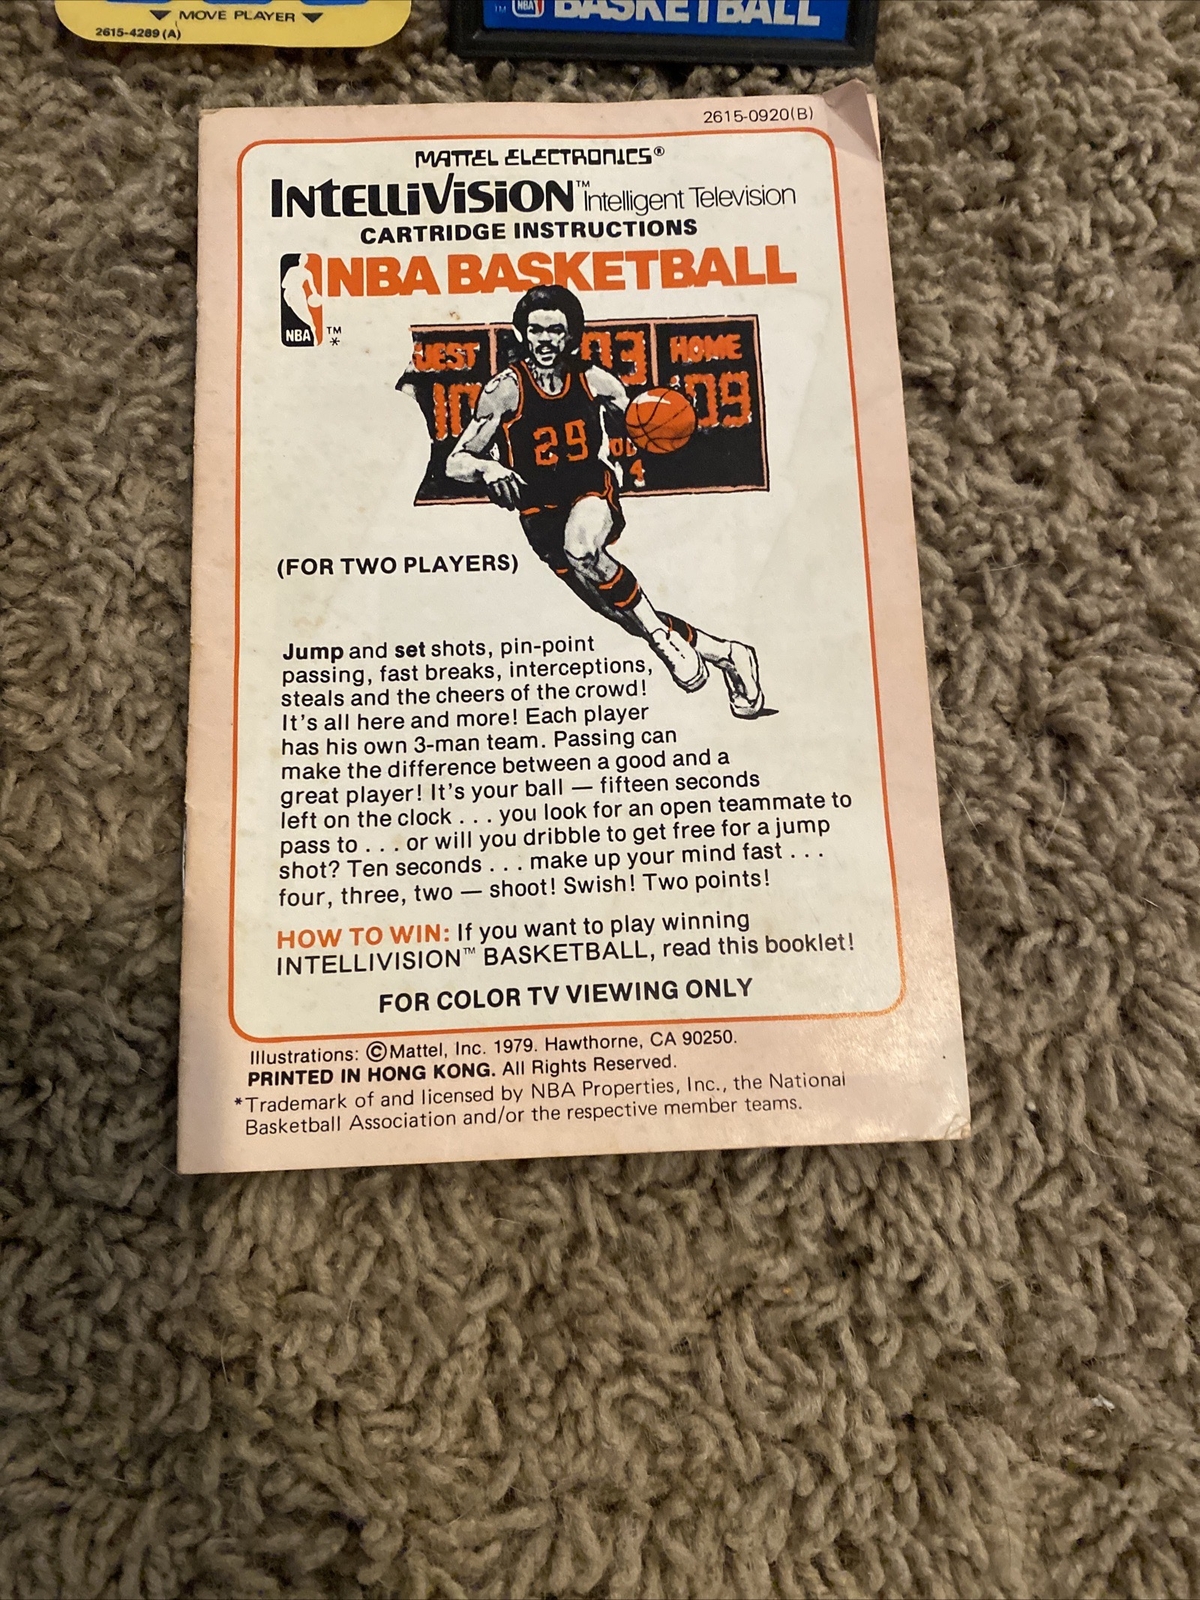 MOVE PLAYER
2615-4289 (A)
TM NBA BASKETBALL
2615-0920(B)
MATTEL ELECTRONICS®
INTELLIVISION™ Intelligent Television
CARTRIDGE INSTRUCTIONS
NBA BASKETBALL
NBA ™
*
UEST 03 HOME
10 09
29
4
(FOR TWO PLAYERS)
Jump and set shots, pin-point
passing, fast breaks, interceptions,
steals and the cheers of the crowd!
It's all here and more! Each player
has his own 3-man team. Passing can
make the difference between a good and a
great player! It's your ball — fifteen seconds
left on the clock . . . you look for an open teammate to
pass to . . . or will you dribble to get free for a jump
shot? Ten seconds . . . make up your mind fast . . .
four, three, two — shoot! Swish! Two points!
HOW TO WIN: If you want to play winning
INTELLIVISION™ BASKETBALL, read this booklet!
FOR COLOR TV VIEWING ONLY
Illustrations: ©Mattel, Inc. 1979. Hawthorne, CA 90250.
PRINTED IN HONG KONG. All Rights Reserved.
*Trademark of and licensed by NBA Properties, Inc., the National
Basketball Association and/or the respective member teams.